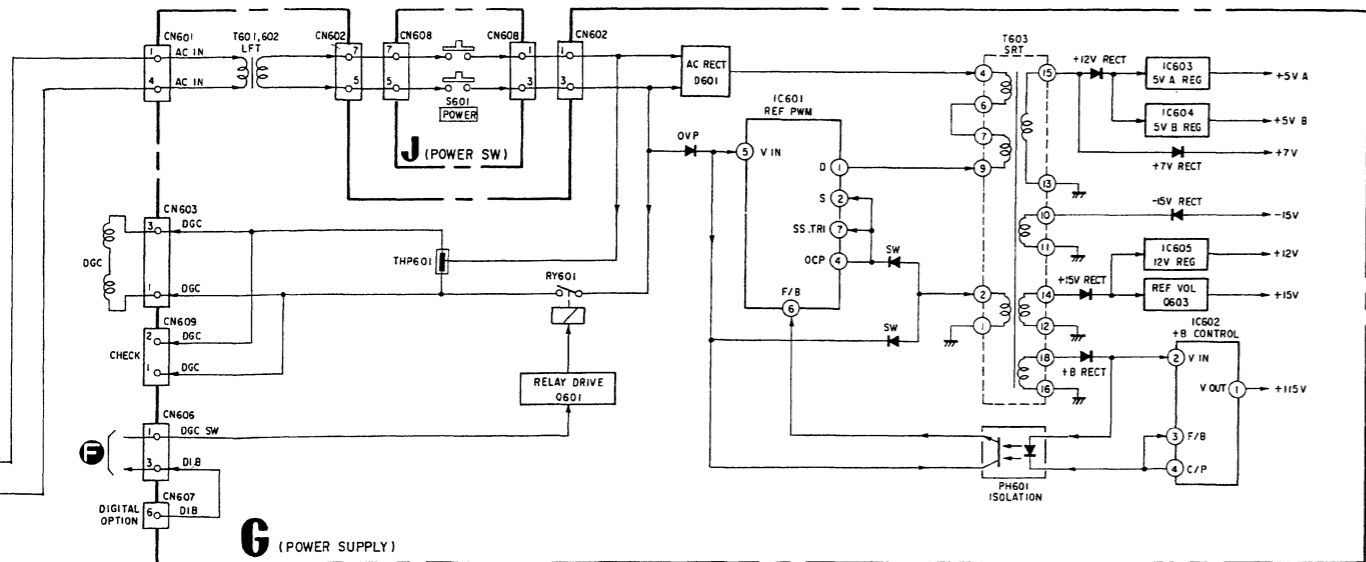 CN601
T601,602
LFT
CN602
CN608
CN608
CN602
1
AC IN
4
AC IN
7
5
7
5
1
3
1
3
S601
POWER
J (POWER SW)
AC RECT
D601
OVP
IC601
REF PWM
5
V IN
D
1
S
2
SS.TRI
7
OCP
4
F/B
6
SW
SW
T603
SRT
4
6
7
9
2
1
15
13
10
11
14
12
18
16
+12V RECT
IC603
5V A REG
+5V A
IC604
5V B REG
+5V B
+7V
+7V RECT
-15V RECT
-15V
IC605
12V REG
+12V
+15V RECT
REF VOL
Q603
+15V
IC602
+B CONTROL
+B RECT
2
V IN
V OUT
1
+115V
3
F/B
4
C/P
PH601
ISOLATION
CN603
3
DGC
DGC
1
DGC
THP601
RY601
CN609
2
DGC
CHECK
1
DGC
RELAY DRIVE
Q601
CN606
1
DGC SW
F
3
D1.B
CN607
DIGITAL
OPTION
6
D1B
G (POWER SUPPLY)